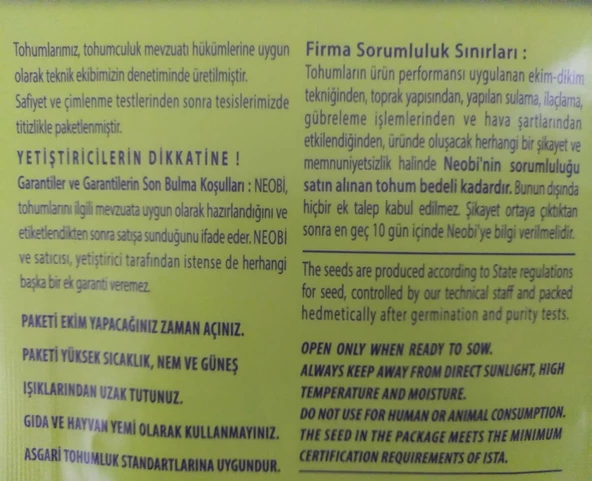 Tohumlarımız, tohumculuk mevzuatı hükümlerine uygun
olarak teknik ekibimizin denetiminde üretilmiştir.
Safiyet ve çimlenme testlerinden sonra tesislerimizde
titizlikle paketlenmiştir.
YETİŞTİRİCİLERİN DİKKATİNE !
Garantiler ve Garantilerin Son Bulma Koşulları : NEOBİ,
tohumlarını ilgili mevzuata uygun olarak hazırlandığını ve
etiketlendikten sonra satışa sunduğunu ifade eder. NEOBİ
ve satıcısı, yetiştirici tarafından istense de herhangi
başka bir ek garanti veremez.
PAKETİ EKİM YAPACAĞINIZ ZAMAN AÇINIZ.
PAKETİ YÜKSEK SICAKLIK, NEM VE GÜNEŞ
IŞIKLARINDAN UZAK TUTUNUZ.
GIDA VE HAYVAN YEMİ OLARAK KULLANMAYINIZ.
ASGARİ TOHUMLUK STANDARTLARINA UYGUNDUR.
Firma Sorumluluk Sınırları :
Tohumların ürün performansı uygulanan ekim-dikim
tekniğinden, toprak yapısından, yapılan sulama, ilaçlama,
gübreleme işlemlerinden ve hava şartlarından
etkilendiğinden, üründe oluşacak herhangi bir şikayet ve
memnuniyetsizlik halinde Neobi'nin sorumluluğu
satın alınan tohum bedeli kadardır. Bunun dışında
hiçbir ek talep kabul edilmez. Şikayet ortaya çıktıktan
sonra en geç 10 gün içinde Neobi'ye bilgi verilmelidir.
The seeds are produced according to State regulations
for seed, controlled by our technical staff and packed
hedmetically after germination and purity tests.
OPEN ONLY WHEN READY TO SOW.
ALWAYS KEEP AWAY FROM DIRECT SUNLIGHT, HIGH
TEMPERATURE AND MOISTURE.
DO NOT USE FOR HUMAN OR ANIMAL CONSUMPTION.
THE SEED IN THE PACKAGE MEETS THE MINIMUM
CERTIFICATION REQUIREMENTS OF ISTA.